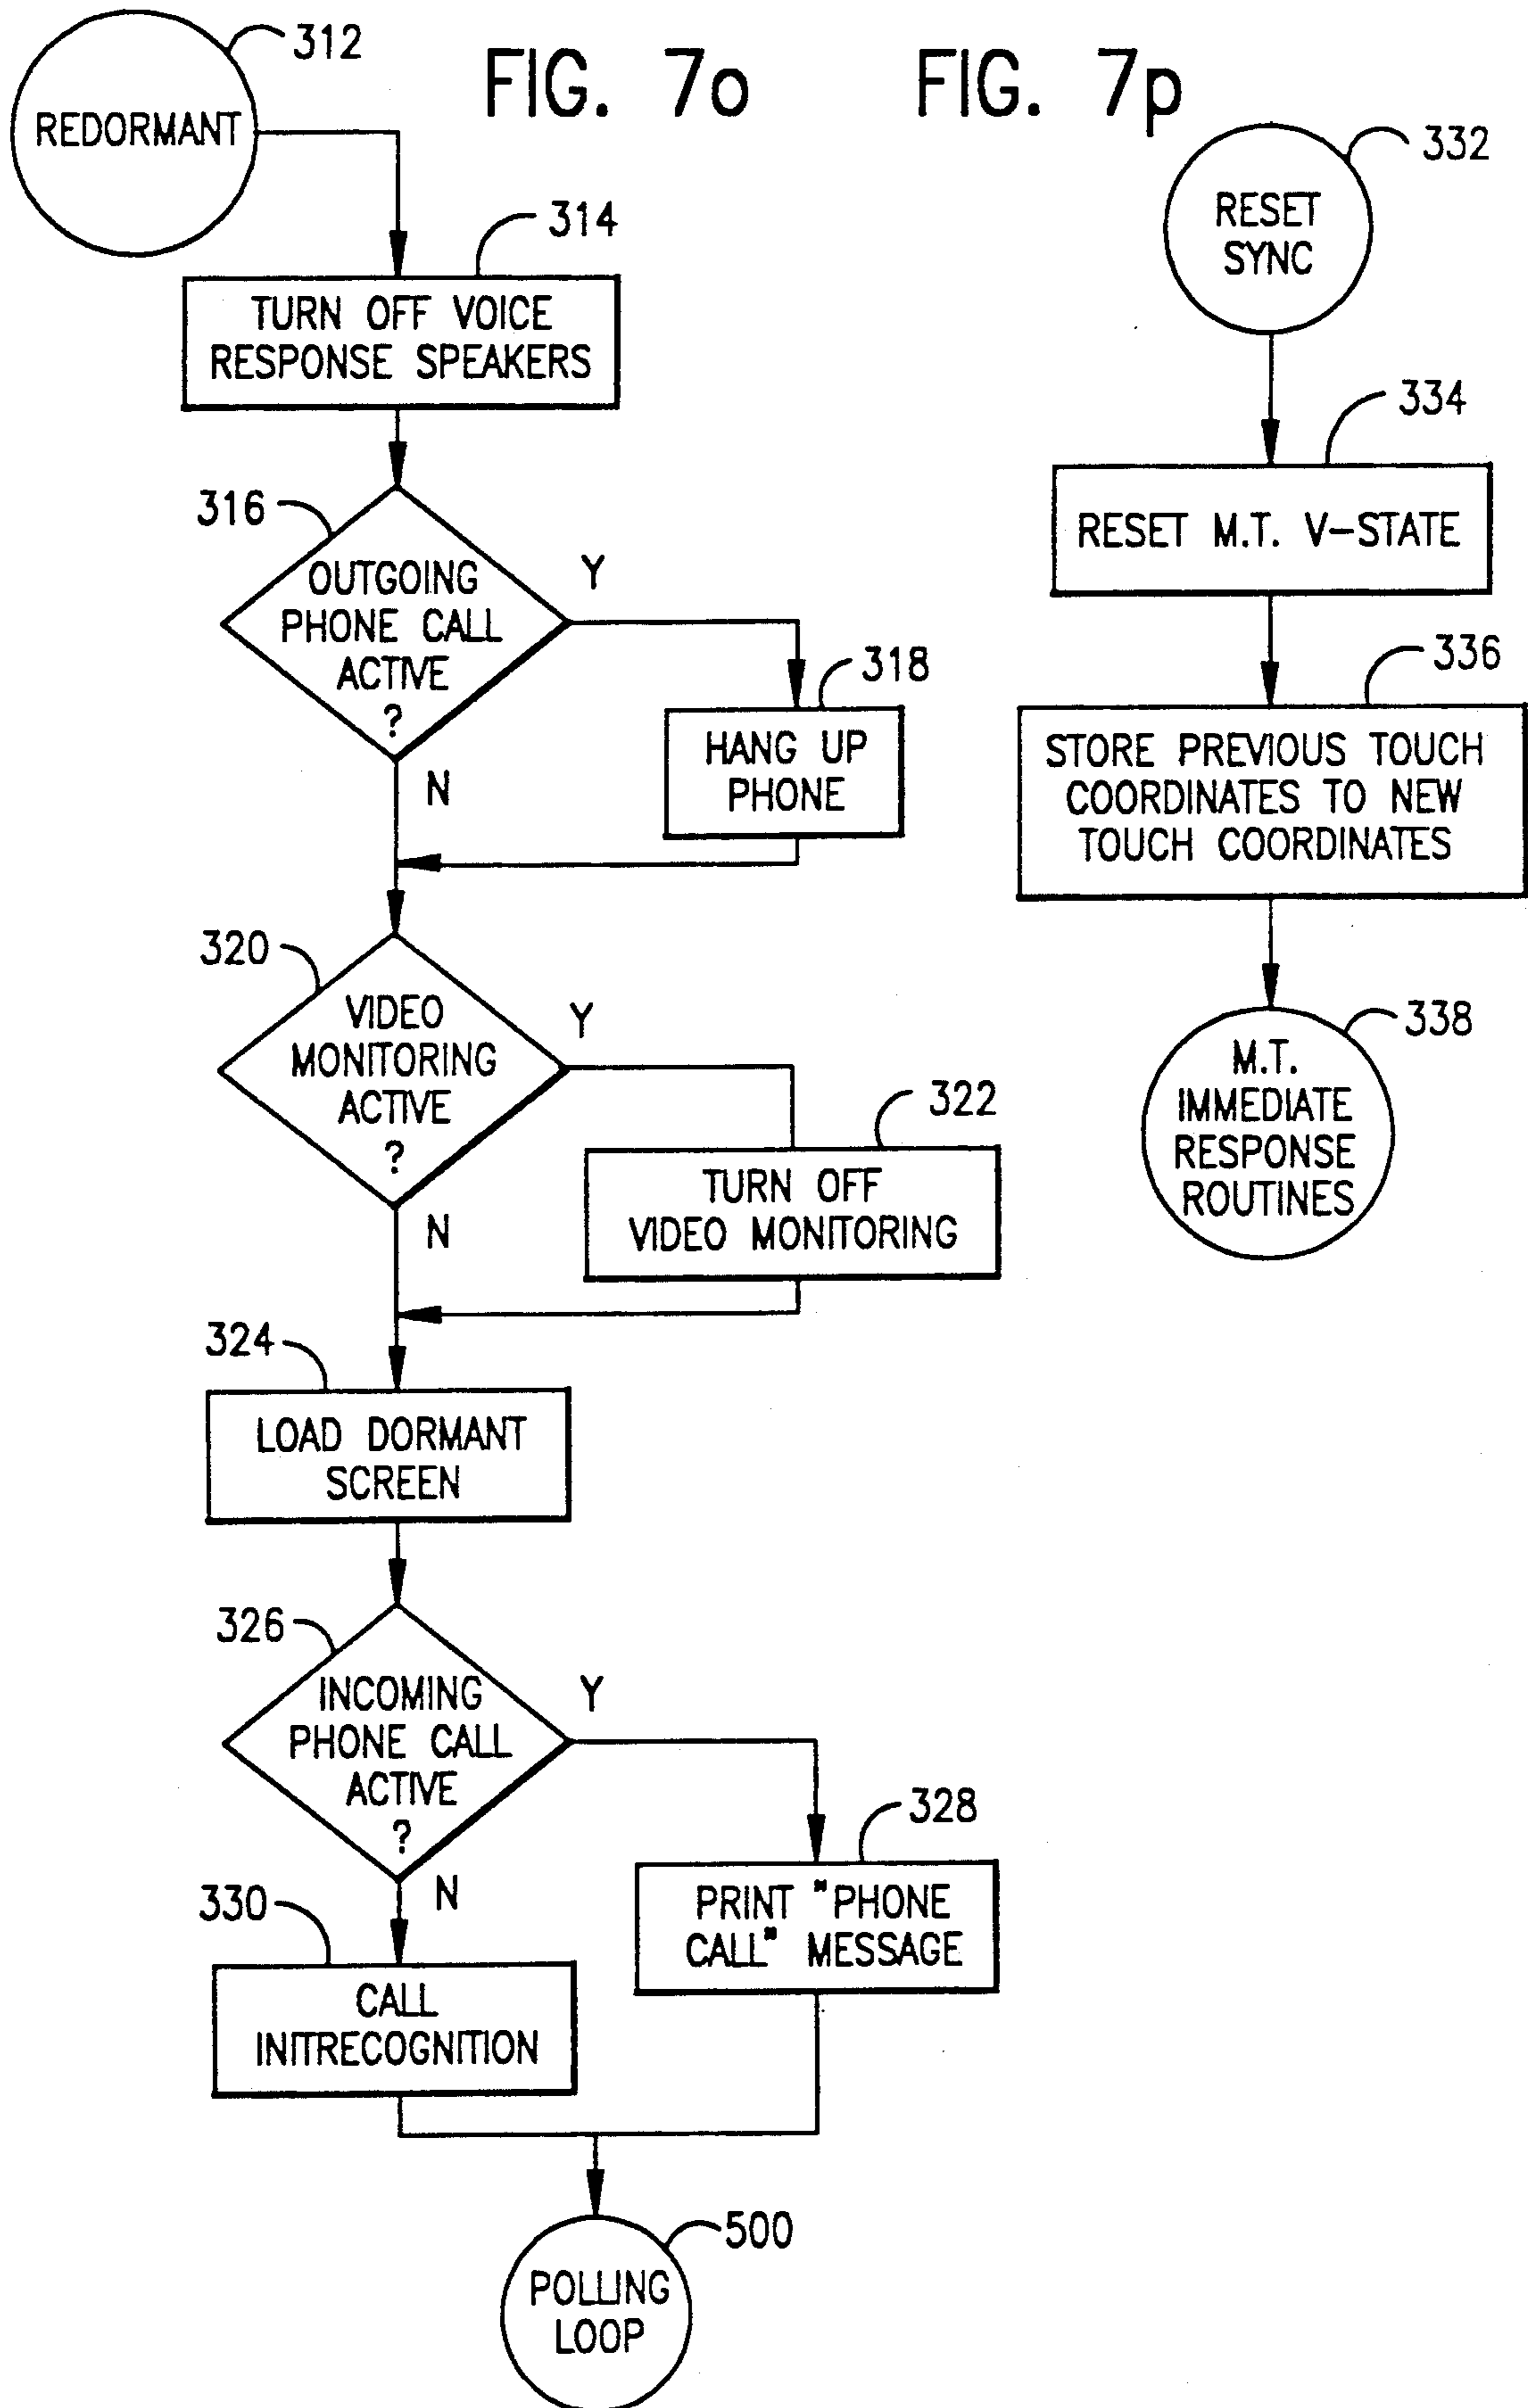 FIG. 7o
312
REDORMANT
314
TURN OFF VOICE
RESPONSE SPEAKERS
316
OUTGOING
PHONE CALL
ACTIVE
?
Y
N
318
HANG UP
PHONE
320
VIDEO
MONITORING
ACTIVE
?
Y
N
322
TURN OFF
VIDEO MONITORING
324
LOAD DORMANT
SCREEN
326
INCOMING
PHONE CALL
ACTIVE
?
Y
N
328
PRINT "PHONE
CALL" MESSAGE
330
CALL
INITRECOGNITION
500
POLLING
LOOP
FIG. 7p
332
RESET
SYNC
334
RESET M.T. V-STATE
336
STORE PREVIOUS TOUCH
COORDINATES TO NEW
TOUCH COORDINATES
338
M.T.
IMMEDIATE
RESPONSE
ROUTINES